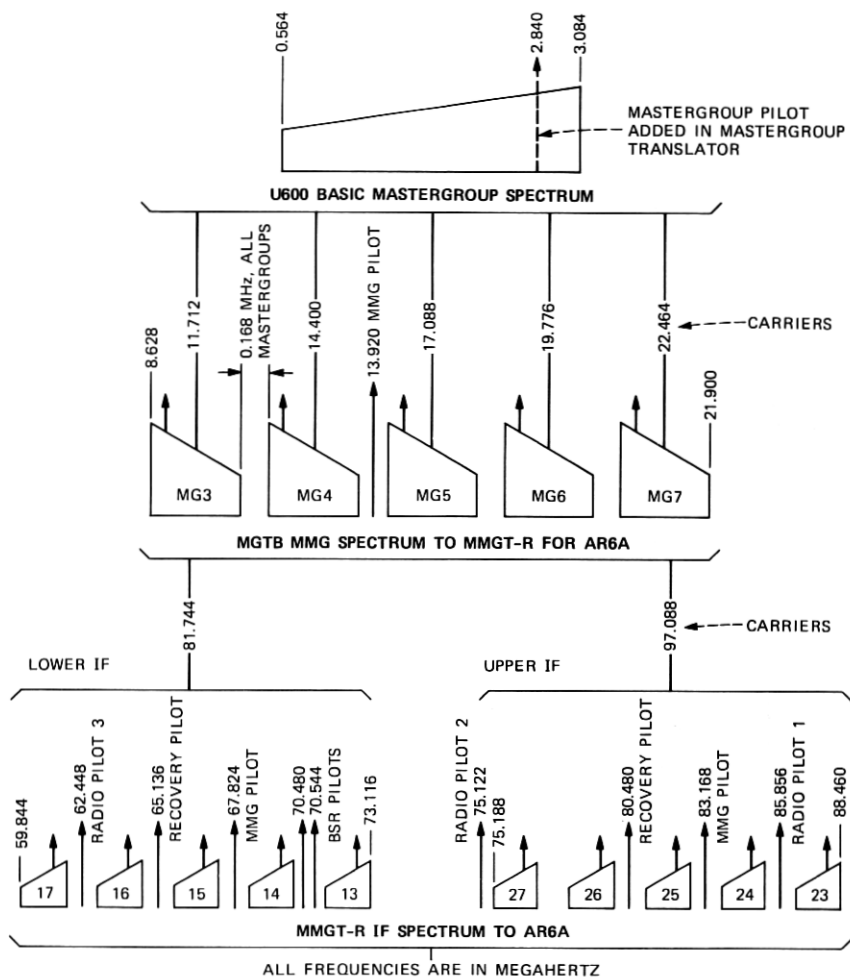 0.564
2.840
3.084
MASTERGROUP PILOT
ADDED IN MASTERGROUP
TRANSLATOR
U600 BASIC MASTERGROUP SPECTRUM
8.628
11.712
0.168 MHz, ALL
MASTERGROUPS
14.400
13.920 MMG PILOT
17.088
19.776
22.464
CARRIERS
21.900
MG3
MG4
MG5
MG6
MG7
MGTB MMG SPECTRUM TO MMGT-R FOR AR6A
81.744
97.088
CARRIERS
LOWER IF
UPPER IF
59.844
62.448
RADIO PILOT 3
65.136
RECOVERY PILOT
67.824
MMG PILOT
70.480
70.544
BSR PILOTS
73.116
RADIO PILOT 2
75.122
75.188
80.480
RECOVERY PILOT
83.168
MMG PILOT
85.856
RADIO PILOT 1
88.460
17
16
15
14
13
27
26
25
24
23
MMGT-R IF SPECTRUM TO AR6A
ALL FREQUENCIES ARE IN MEGAHERTZ